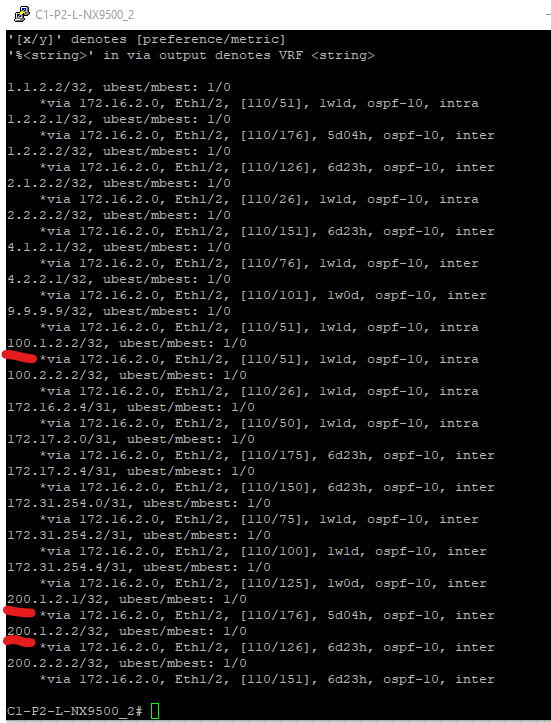 C1-P2-L-NX9500_2
'[x/y]' denotes [preference/metric]
'%<string>' in via output denotes VRF <string>
1.1.2.2/32, ubest/mbest: 1/0
*via 172.16.2.0, Eth1/2, [110/51], 1w1d, ospf-10, intra
1.2.2.1/32, ubest/mbest: 1/0
*via 172.16.2.0, Eth1/2, [110/176], 5d04h, ospf-10, inter
1.2.2.2/32, ubest/mbest: 1/0
*via 172.16.2.0, Eth1/2, [110/126], 6d23h, ospf-10, inter
2.1.2.2/32, ubest/mbest: 1/0
*via 172.16.2.0, Eth1/2, [110/26], 1w1d, ospf-10, intra
2.2.2.2/32, ubest/mbest: 1/0
*via 172.16.2.0, Eth1/2, [110/151], 6d23h, ospf-10, inter
4.1.2.1/32, ubest/mbest: 1/0
*via 172.16.2.0, Eth1/2, [110/76], 1w1d, ospf-10, inter
4.2.2.1/32, ubest/mbest: 1/0
*via 172.16.2.0, Eth1/2, [110/101], 1w0d, ospf-10, inter
9.9.9.9/32, ubest/mbest: 1/0
*via 172.16.2.0, Eth1/2, [110/51], 1w1d, ospf-10, intra
100.1.2.2/32, ubest/mbest: 1/0
*via 172.16.2.0, Eth1/2, [110/51], 1w1d, ospf-10, intra
100.2.2.2/32, ubest/mbest: 1/0
*via 172.16.2.0, Eth1/2, [110/26], 1w1d, ospf-10, intra
172.16.2.4/31, ubest/mbest: 1/0
*via 172.16.2.0, Eth1/2, [110/50], 1w1d, ospf-10, intra
172.17.2.0/31, ubest/mbest: 1/0
*via 172.16.2.0, Eth1/2, [110/175], 6d23h, ospf-10, inter
172.17.2.4/31, ubest/mbest: 1/0
*via 172.16.2.0, Eth1/2, [110/150], 6d23h, ospf-10, inter
172.31.254.0/31, ubest/mbest: 1/0
*via 172.16.2.0, Eth1/2, [110/75], 1w1d, ospf-10, inter
172.31.254.2/31, ubest/mbest: 1/0
*via 172.16.2.0, Eth1/2, [110/100], 1w1d, ospf-10, inter
172.31.254.4/31, ubest/mbest: 1/0
*via 172.16.2.0, Eth1/2, [110/125], 1w0d, ospf-10, inter
200.1.2.1/32, ubest/mbest: 1/0
*via 172.16.2.0, Eth1/2, [110/176], 5d04h, ospf-10, inter
200.1.2.2/32, ubest/mbest: 1/0
*via 172.16.2.0, Eth1/2, [110/126], 6d23h, ospf-10, inter
200.2.2.2/32, ubest/mbest: 1/0
*via 172.16.2.0, Eth1/2, [110/151], 6d23h, ospf-10, inter
C1-P2-L-NX9500_2#